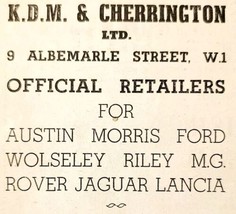 K.D.M. & CHERRINGTON
LTD.
9 ALBEMARLE STREET, W.1
OFFICIAL RETAILERS
FOR
AUSTIN MORRIS FORD
WOLSELEY RILEY M.G.
ROVER JAGUAR LANCIA